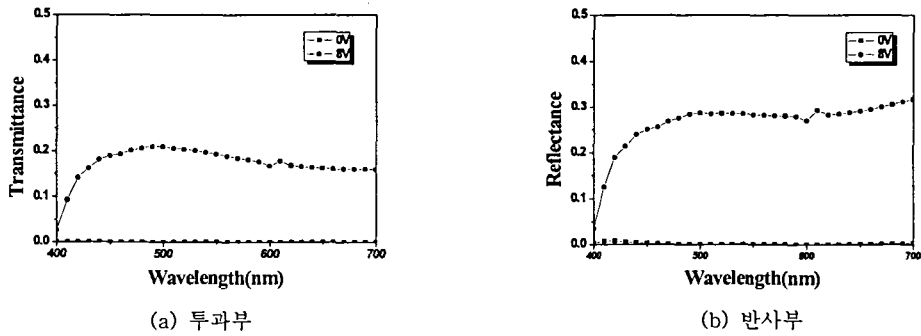 0.5
0.4
0.3
0.2
0.1
0.0
Transmittance
0V
8V
400
500
600
700
Wavelength(nm)
(a) 투과부
0.5
0.4
0.3
0.2
0.1
0.0
Reflectance
0V
8V
400
500
600
700
Wavelength(nm)
(b) 반사부